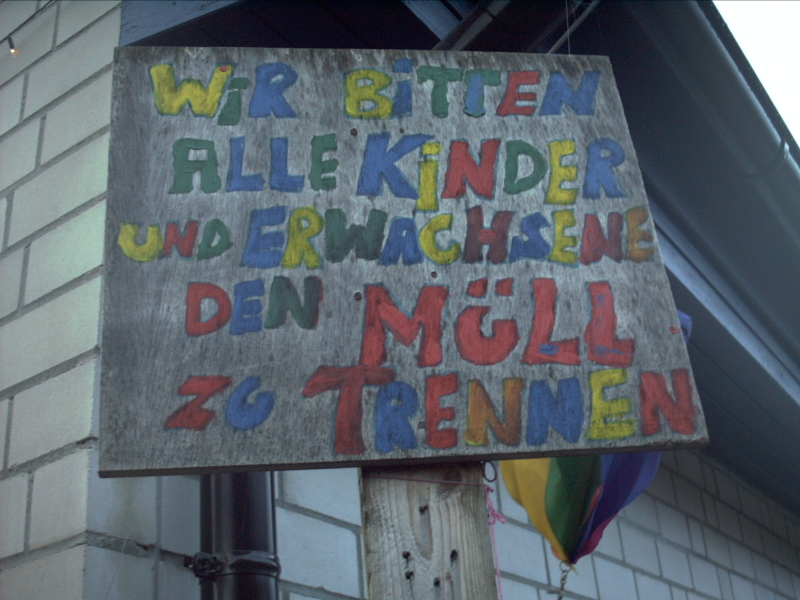 WiR BiTTEN
ALLE KiNDER
UND ERWACHSENE
DEN MÜLL
ZU TRENNEN